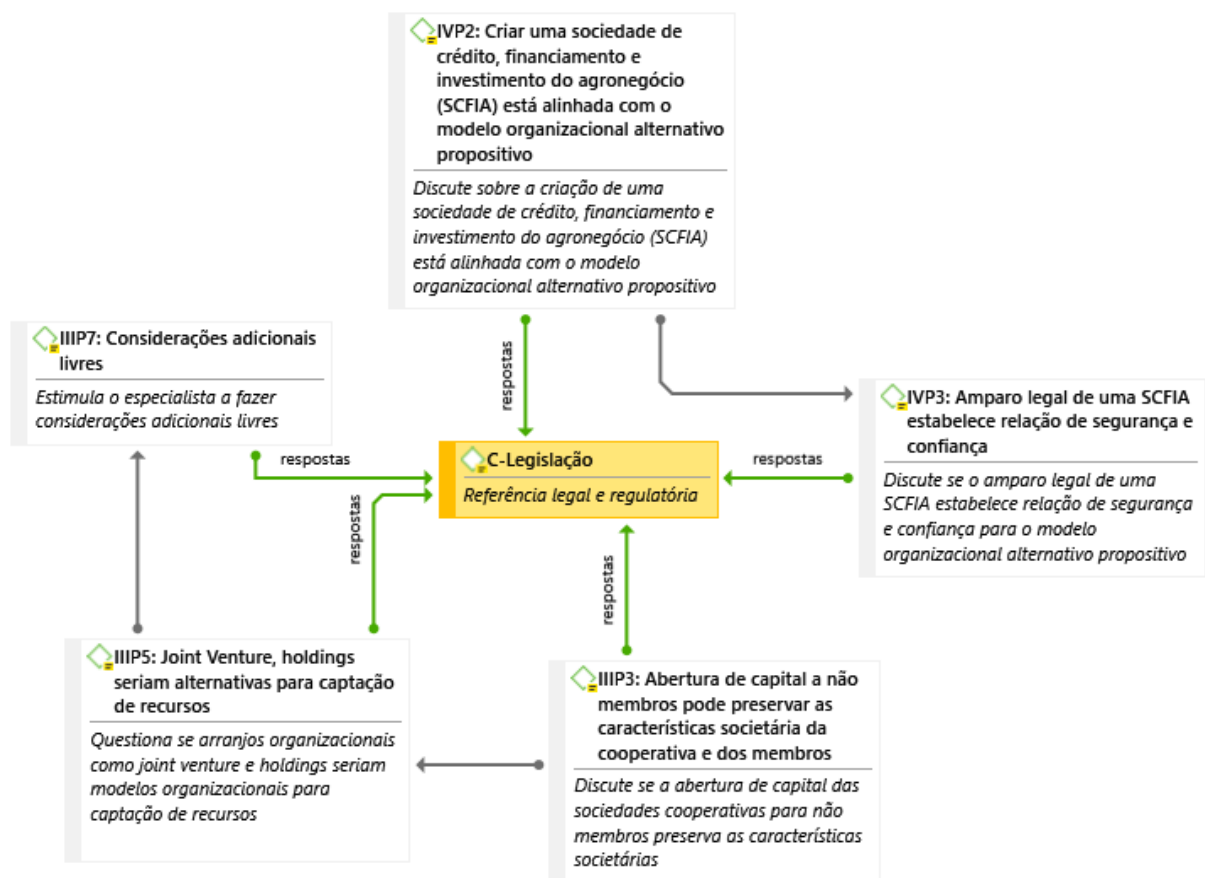 IVP2: Criar uma sociedade de
crédito, financiamento e
investimento do agronegócio
(SCFIA) está alinhada com o
modelo organizacional alternativo
propositivo
Discute sobre a criação de uma
sociedade de crédito, financiamento e
investimento do agronegócio (SCFIA)
está alinhada com o modelo
organizacional alternativo propositivo
IIIP7: Considerações adicionais
livres
Estimula o especialista a fazer
considerações adicionais livres
respostas
IVP3: Amparo legal de uma SCFIA
estabelece relação de segurança e
confiança
Discute se o amparo legal de uma
SCFIA estabelece relação de segurança
e confiança para o modelo
organizacional alternativo propositivo
respostas
C-Legislação
Referência legal e regulatória
respostas
respostas
respostas
IIIP5: Joint Venture, holdings
seriam alternativas para captação
de recursos
Questiona se arranjos organizacionais
como joint venture e holdings seriam
modelos organizacionais para
captação de recursos
IIIP3: Abertura de capital a não
membros pode preservar as
características societária da
cooperativa e dos membros
Discute se a abertura de capital das
sociedades cooperativas para não
membros preserva as características
societárias